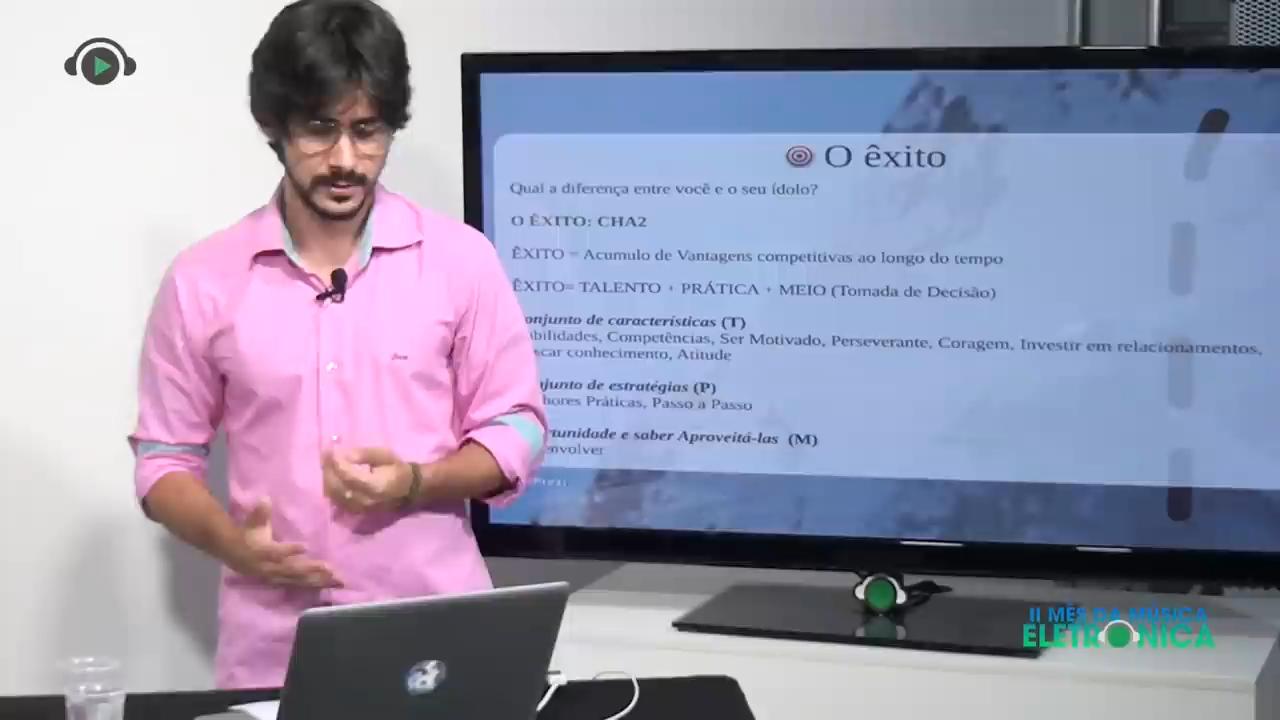 O êxito
Qual a diferença entre você e o seu ídolo?
O ÊXITO: CHA2
ÊXITO = Acumulo de Vantagens competitivas ao longo do tempo
ÊXITO= TALENTO + PRÁTICA + MEIO (Tomada de Decisão)
onjunto de características (T)
bilidades, Competências, Ser Motivado, Perseverante, Coragem, Investir em relacionamentos,
scar conhecimento, Atitude
njunto de estratégias (P)
hores Práticas, Passo a Passo
rtunidade e saber Aproveitá-las (M)
envolver
II MÊS DA MÚSICA
ELETRÔNICA